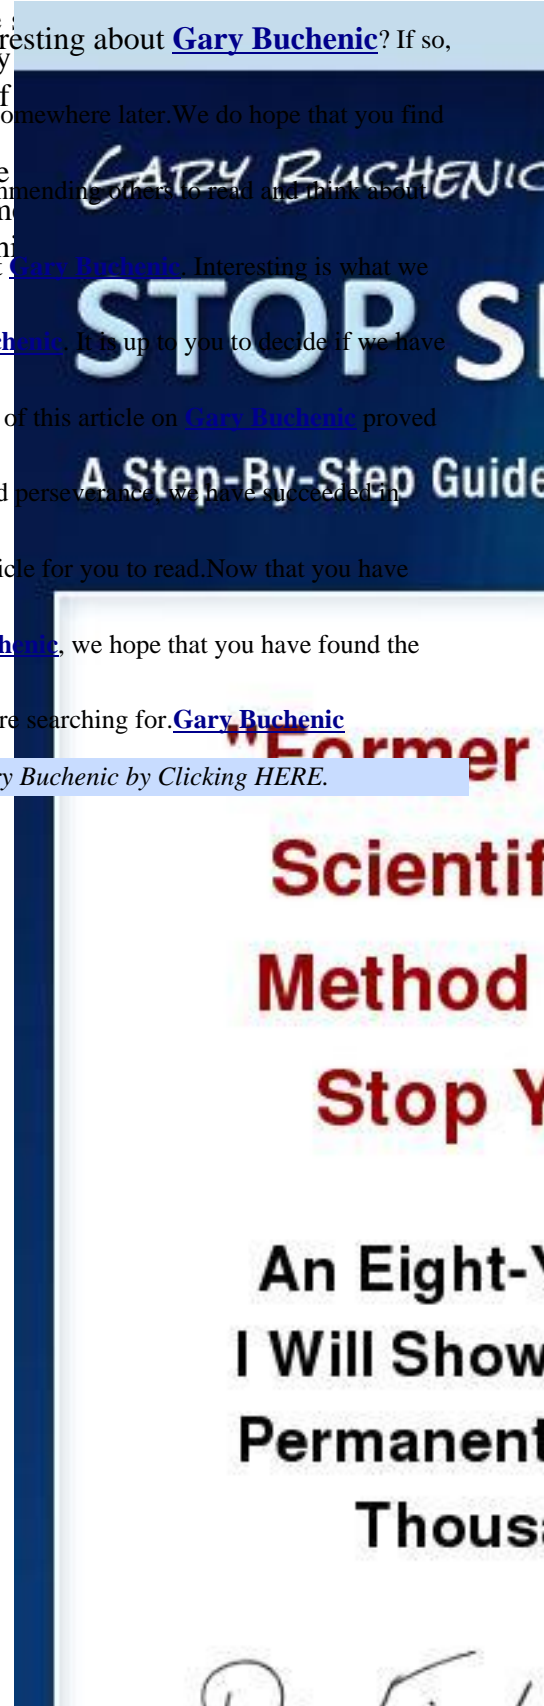 resting about Gary Buchenic? If so,
y
f
omewhere later.We do hope that you find
e
GARY BUCHENIC
mmending others to read and think about
Gary Buchenic. Interesting is what we
STOP S
chenic. It is up to you to decide if we have
of this article on Gary Buchenic proved
A Step-By-Step Guide
d perseverance, we have succeeded in
icle for you to read.Now that you have
henic, we hope that you have found the
re searching for.Gary Buchenic
"Former
ry Buchenic by Clicking HERE.
Scientif
Method
Stop Y
An Eight-Y
I Will Show
Permanent
Thousa